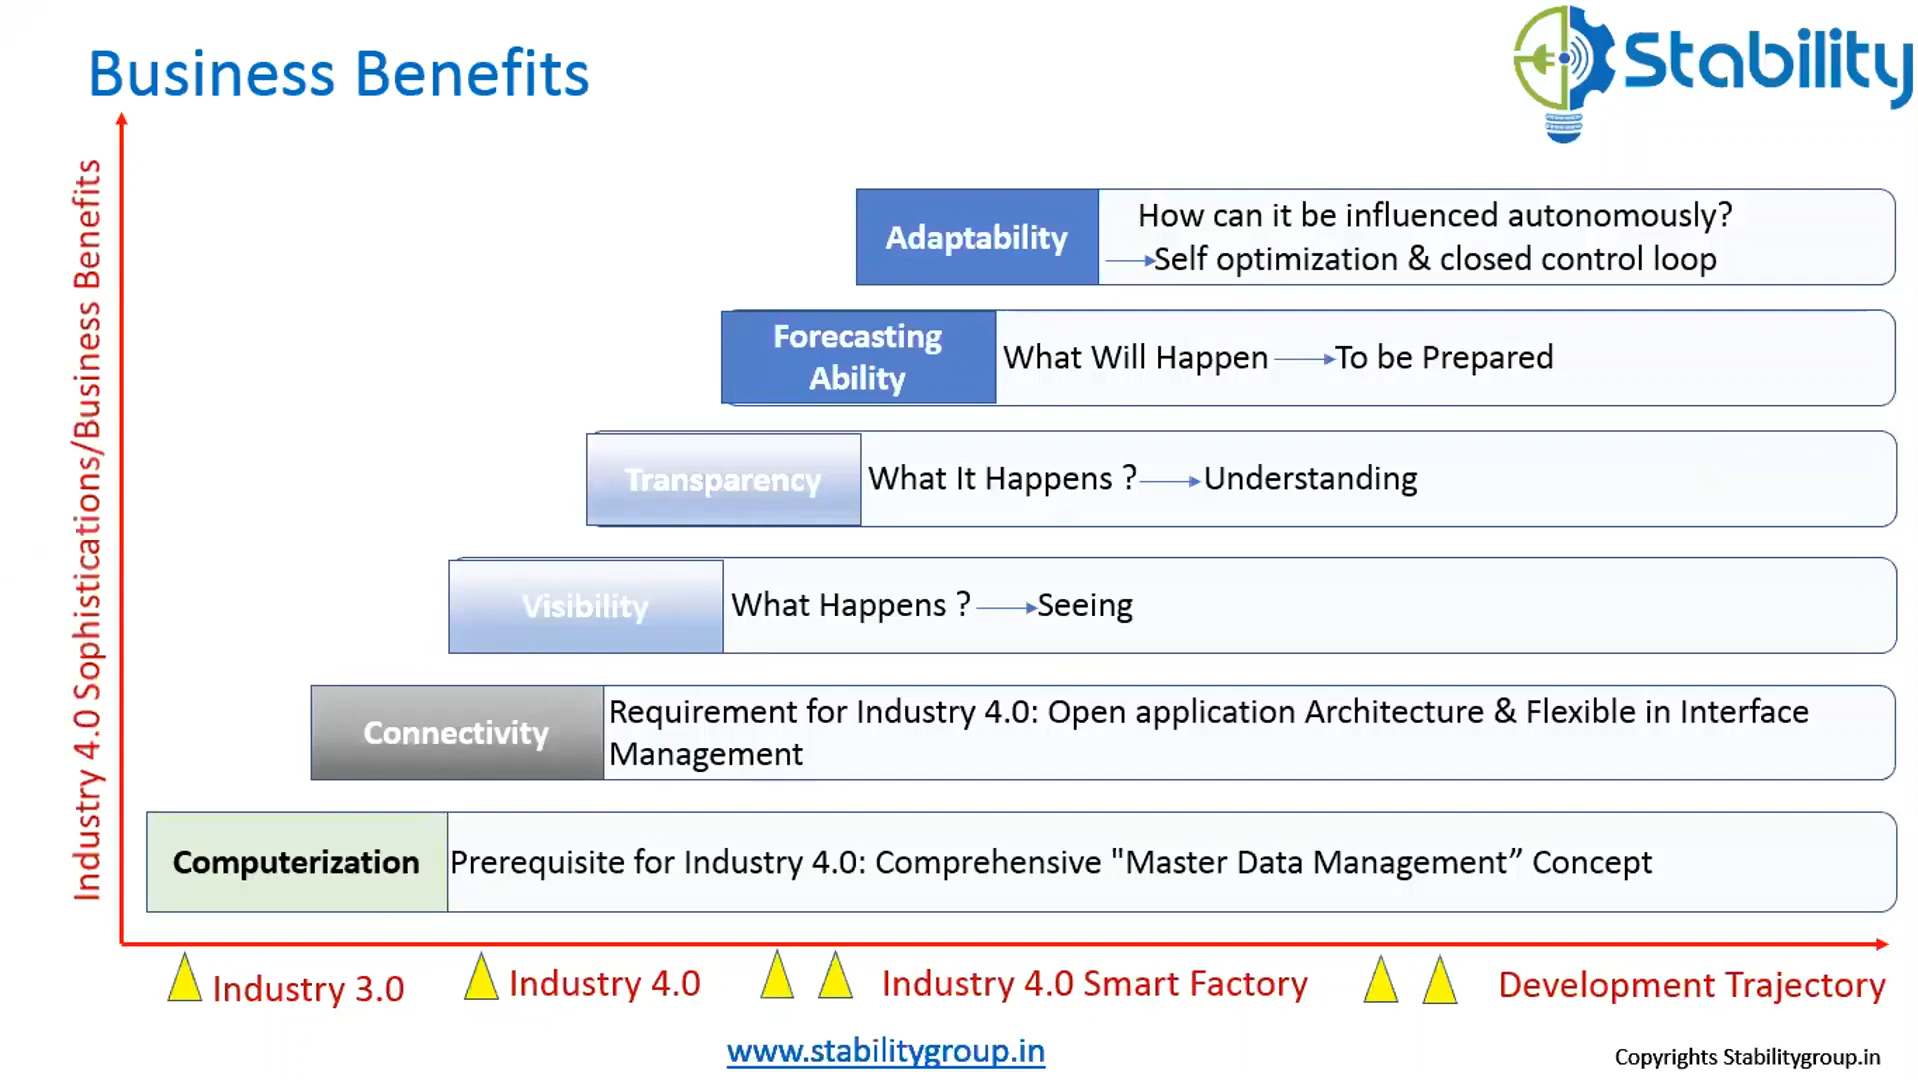 Business Benefits
Stability
Industry 4.0 Sophistications/Business Benefits
Adaptability
How can it be influenced autonomously?
Self optimization & closed control loop
Forecasting
Ability
What Will Happen
To be Prepared
Transparency
What It Happens ?
Understanding
Visibility
What Happens ?
Seeing
Connectivity
Requirement for Industry 4.0: Open application Architecture & Flexible in Interface
Management
Computerization
Prerequisite for Industry 4.0: Comprehensive "Master Data Management” Concept
Industry 3.0
Industry 4.0
Industry 4.0 Smart Factory
Development Trajectory
www.stabilitygroup.in
Copyrights Stabilitygroup.in